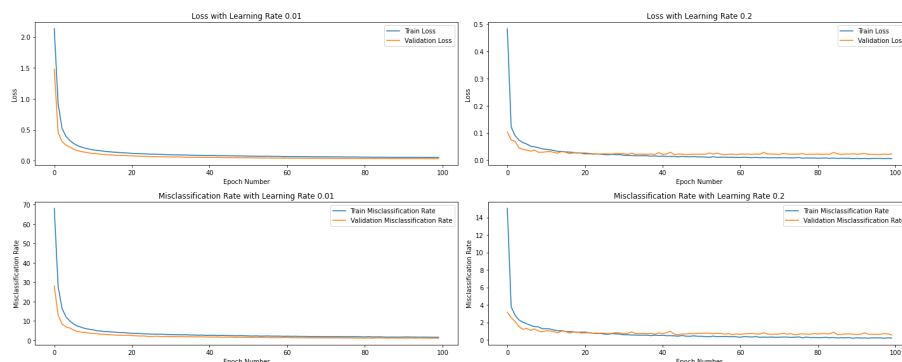 Loss with Learning Rate 0.01
Loss
2.0
1.5
1.0
0.5
0.0
0 20 40 60 80 100
Epoch Number
Train Loss
Validation Loss
Loss with Learning Rate 0.2
Loss
0.5
0.4
0.3
0.2
0.1
0.0
0 20 40 60 80 100
Epoch Number
Train Loss
Validation Loss
Misclassification Rate with Learning Rate 0.01
Misclassification Rate
70
60
50
40
30
20
10
0
0 20 40 60 80 100
Epoch Number
Train Misclassification Rate
Validation Misclassification Rate
Misclassification Rate with Learning Rate 0.2
Misclassification Rate
14
12
10
8
6
4
2
0
0 20 40 60 80 100
Epoch Number
Train Misclassification Rate
Validation Misclassification Rate